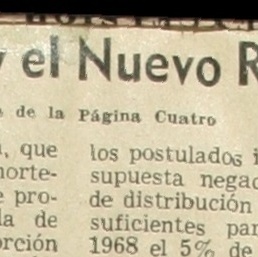 y el Nuevo R
de la Página Cuatro
, que
norte-
e pro-
la de
orción
los postulados i
supuesta negac
de distribución
suficientes par
1968 el 5% de